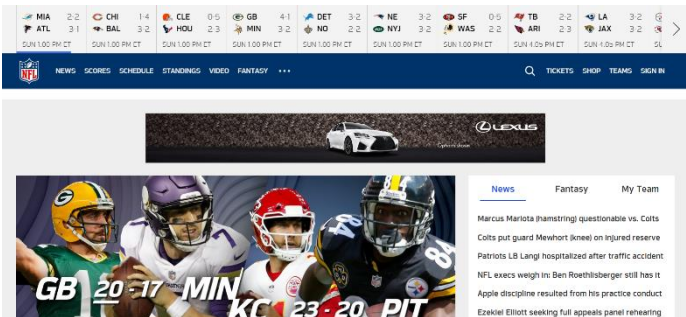 MIA 2-2 CHI 1-4 CLE 0-5 GB 4-1 DET 3-2 NE 3-2 SF 0-5 TB 2-2 LA 3-2
ATL 3-1 BAL 3-2 HOU 2-3 MIN 3-2 NO 2-2 NYJ 3-2 WAS 2-2 ARI 2-3 JAX 3-2
SUN 1:00 PM ET SUN 1:00 PM ET SUN 1:00 PM ET SUN 1:00 PM ET SUN 1:00 PM ET SUN 1:00 PM ET SUN 1:00 PM ET SUN 4:05 PM ET SUN 4:05 PM ET SL
NFL NEWS SCORES SCHEDULE STANDINGS VIDEO FANTASY ••• TICKETS SHOP TEAMS SIGN IN
LEXUS
Options shown
News Fantasy My Team
Marcus Mariota (hamstring) questionable vs. Colts
Colts put guard Mewhort (knee) on injured reserve
Patriots LB Langi hospitalized after traffic accident
NFL execs weigh in: Ben Roethlisberger still has it
Apple discipline resulted from his practice conduct
Ezekiel Elliott seeking full appeals panel rehearing
G
7
84
84
GB 20-17 MIN
KC 23-20 PIT